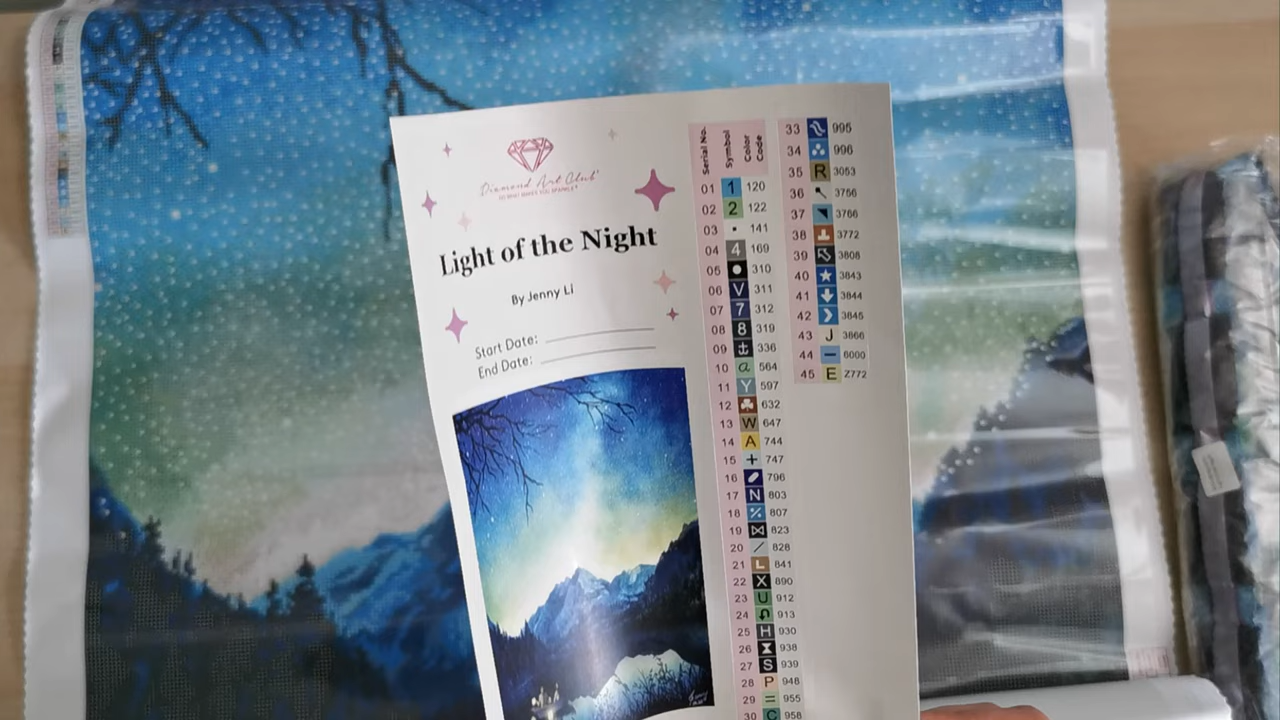 Diamond Art Club
DO WHAT MAKES YOU SPARKLE
Light of the Night
By Jenny Li
Start Date:
End Date:
Serial No. Symbol Color Code
01 1 120
02 2 122
03 141
04 4 169
05 310
06 V 311
07 7 312
08 8 319
09 336
10 a 564
11 Y 597
12 632
13 W 647
14 A 744
15 + 747
16 796
17 N 803
18 807
19 823
20 / 828
21 L 841
22 X 890
23 U 912
24 913
25 H 930
26 938
27 S 939
28 P 948
29 = 955
30 C 958
33 995
34 996
35 R 3053
36 3756
37 3766
38 3772
39 3808
40 3843
41 3844
42 3845
43 J 3866
44 - 6000
45 E Z772